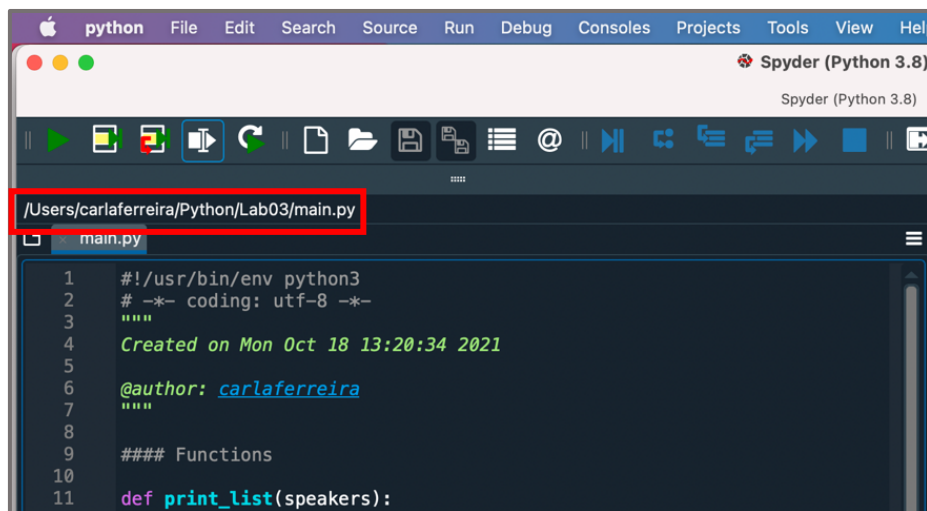 python File Edit Search Source Run Debug Consoles Projects Tools View Hel
Spyder (Python 3.8)
Spyder (Python 3.8)
/Users/carlaferreira/Python/Lab03/main.py
main.py
1 #!/usr/bin/env python3
2 # -*- coding: utf-8 -*-
3 """
4 Created on Mon Oct 18 13:20:34 2021
5
6 @author: carlaferreira
7 """
8
9 #### Functions
10
11 def print_list(speakers):